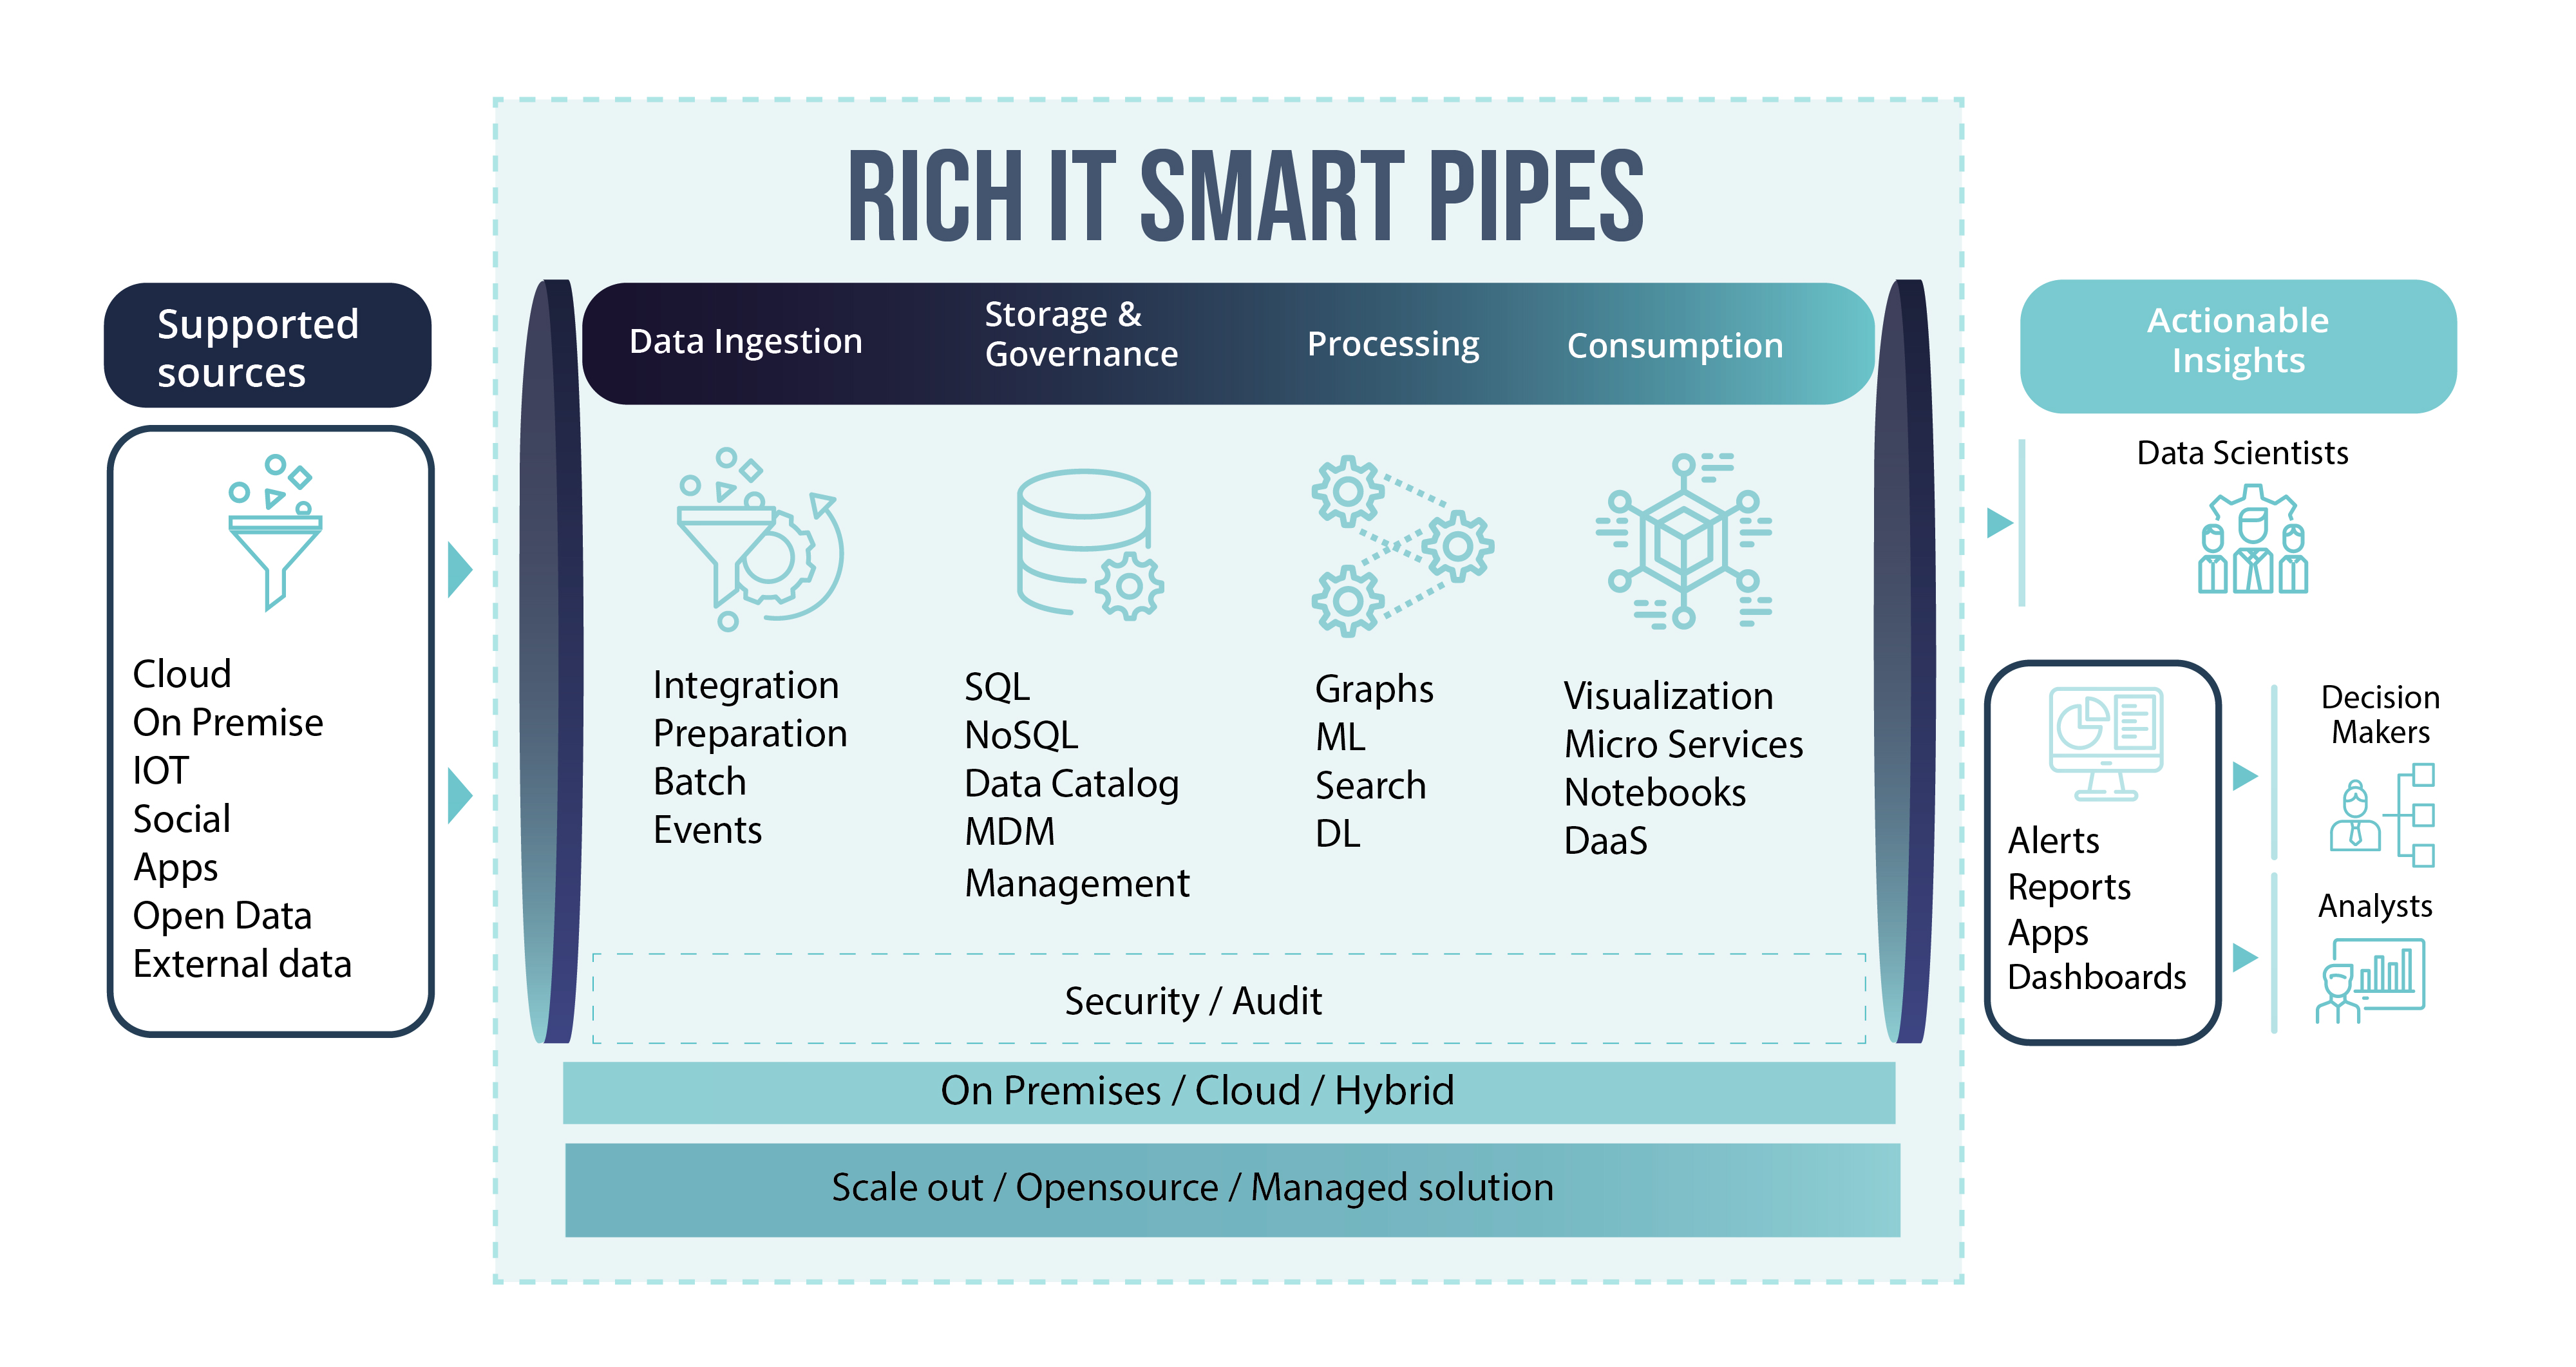 RICH IT SMART PIPES
Supported
sources
Cloud
On Premise
IOT
Social
Apps
Open Data
External data
Data Ingestion
Integration
Preparation
Batch
Events
Storage &
Governance
SQL
NoSQL
Data Catalog
MDM
Management
Processing
Graphs
ML
Search
DL
Consumption
Visualization
Micro Services
Notebooks
DaaS
Security / Audit
On Premises / Cloud / Hybrid
Scale out / Opensource / Managed solution
Actionable
Insights
Data Scientists
Alerts
Reports
Apps
Dashboards
Decision
Makers
Analysts